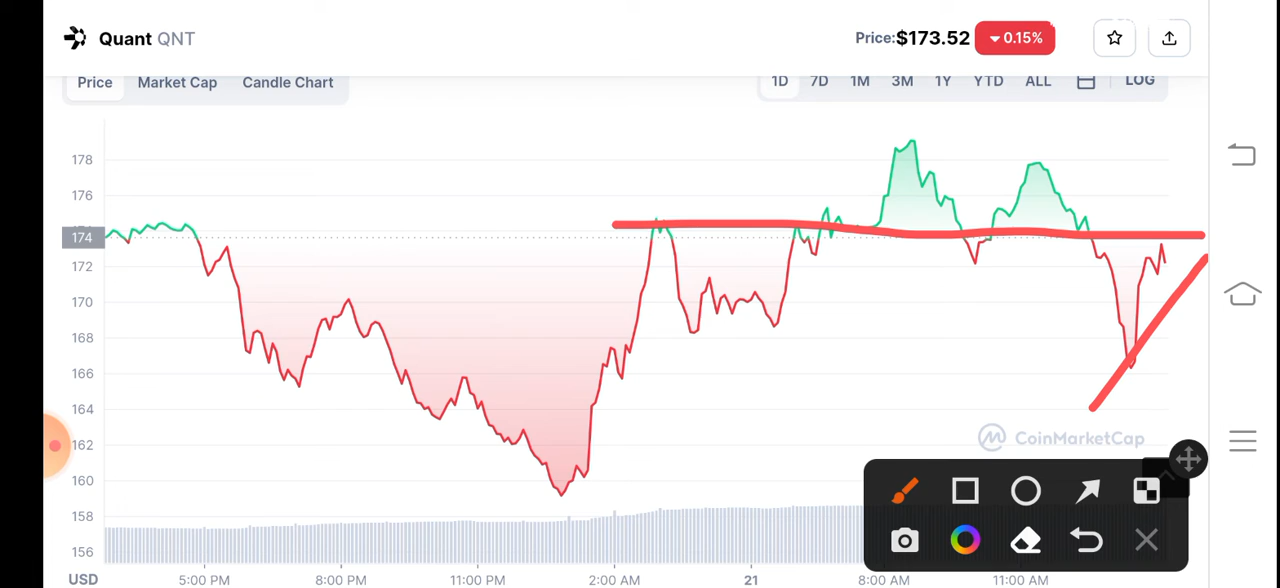 Quant QNT
Price:$173.52 0.15%
Price Market Cap Candle Chart
1D 7D 1M 3M 1Y YTD ALL LOG
178
176
174
172
170
168
166
164
162
160
158
156
CoinMarketCap
USD 5:00 PM 8:00 PM 11:00 PM 2:00 AM 21 8:00 AM 11:00 AM